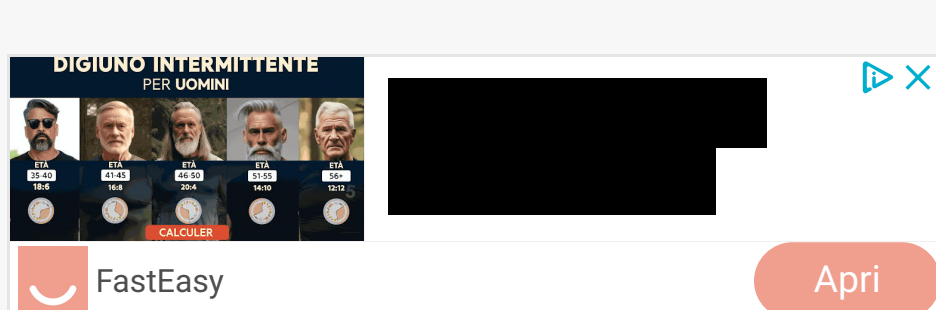 DIGIUNO INTERMITTENTE
PER UOMINI
ETÀ ETÀ ETÀ ETÀ ETÀ
35-40 41-45 46-50 51-55 56+
18:6 16:8 20:4 14:10 12:12
CALCULER
FastEasy
Apri